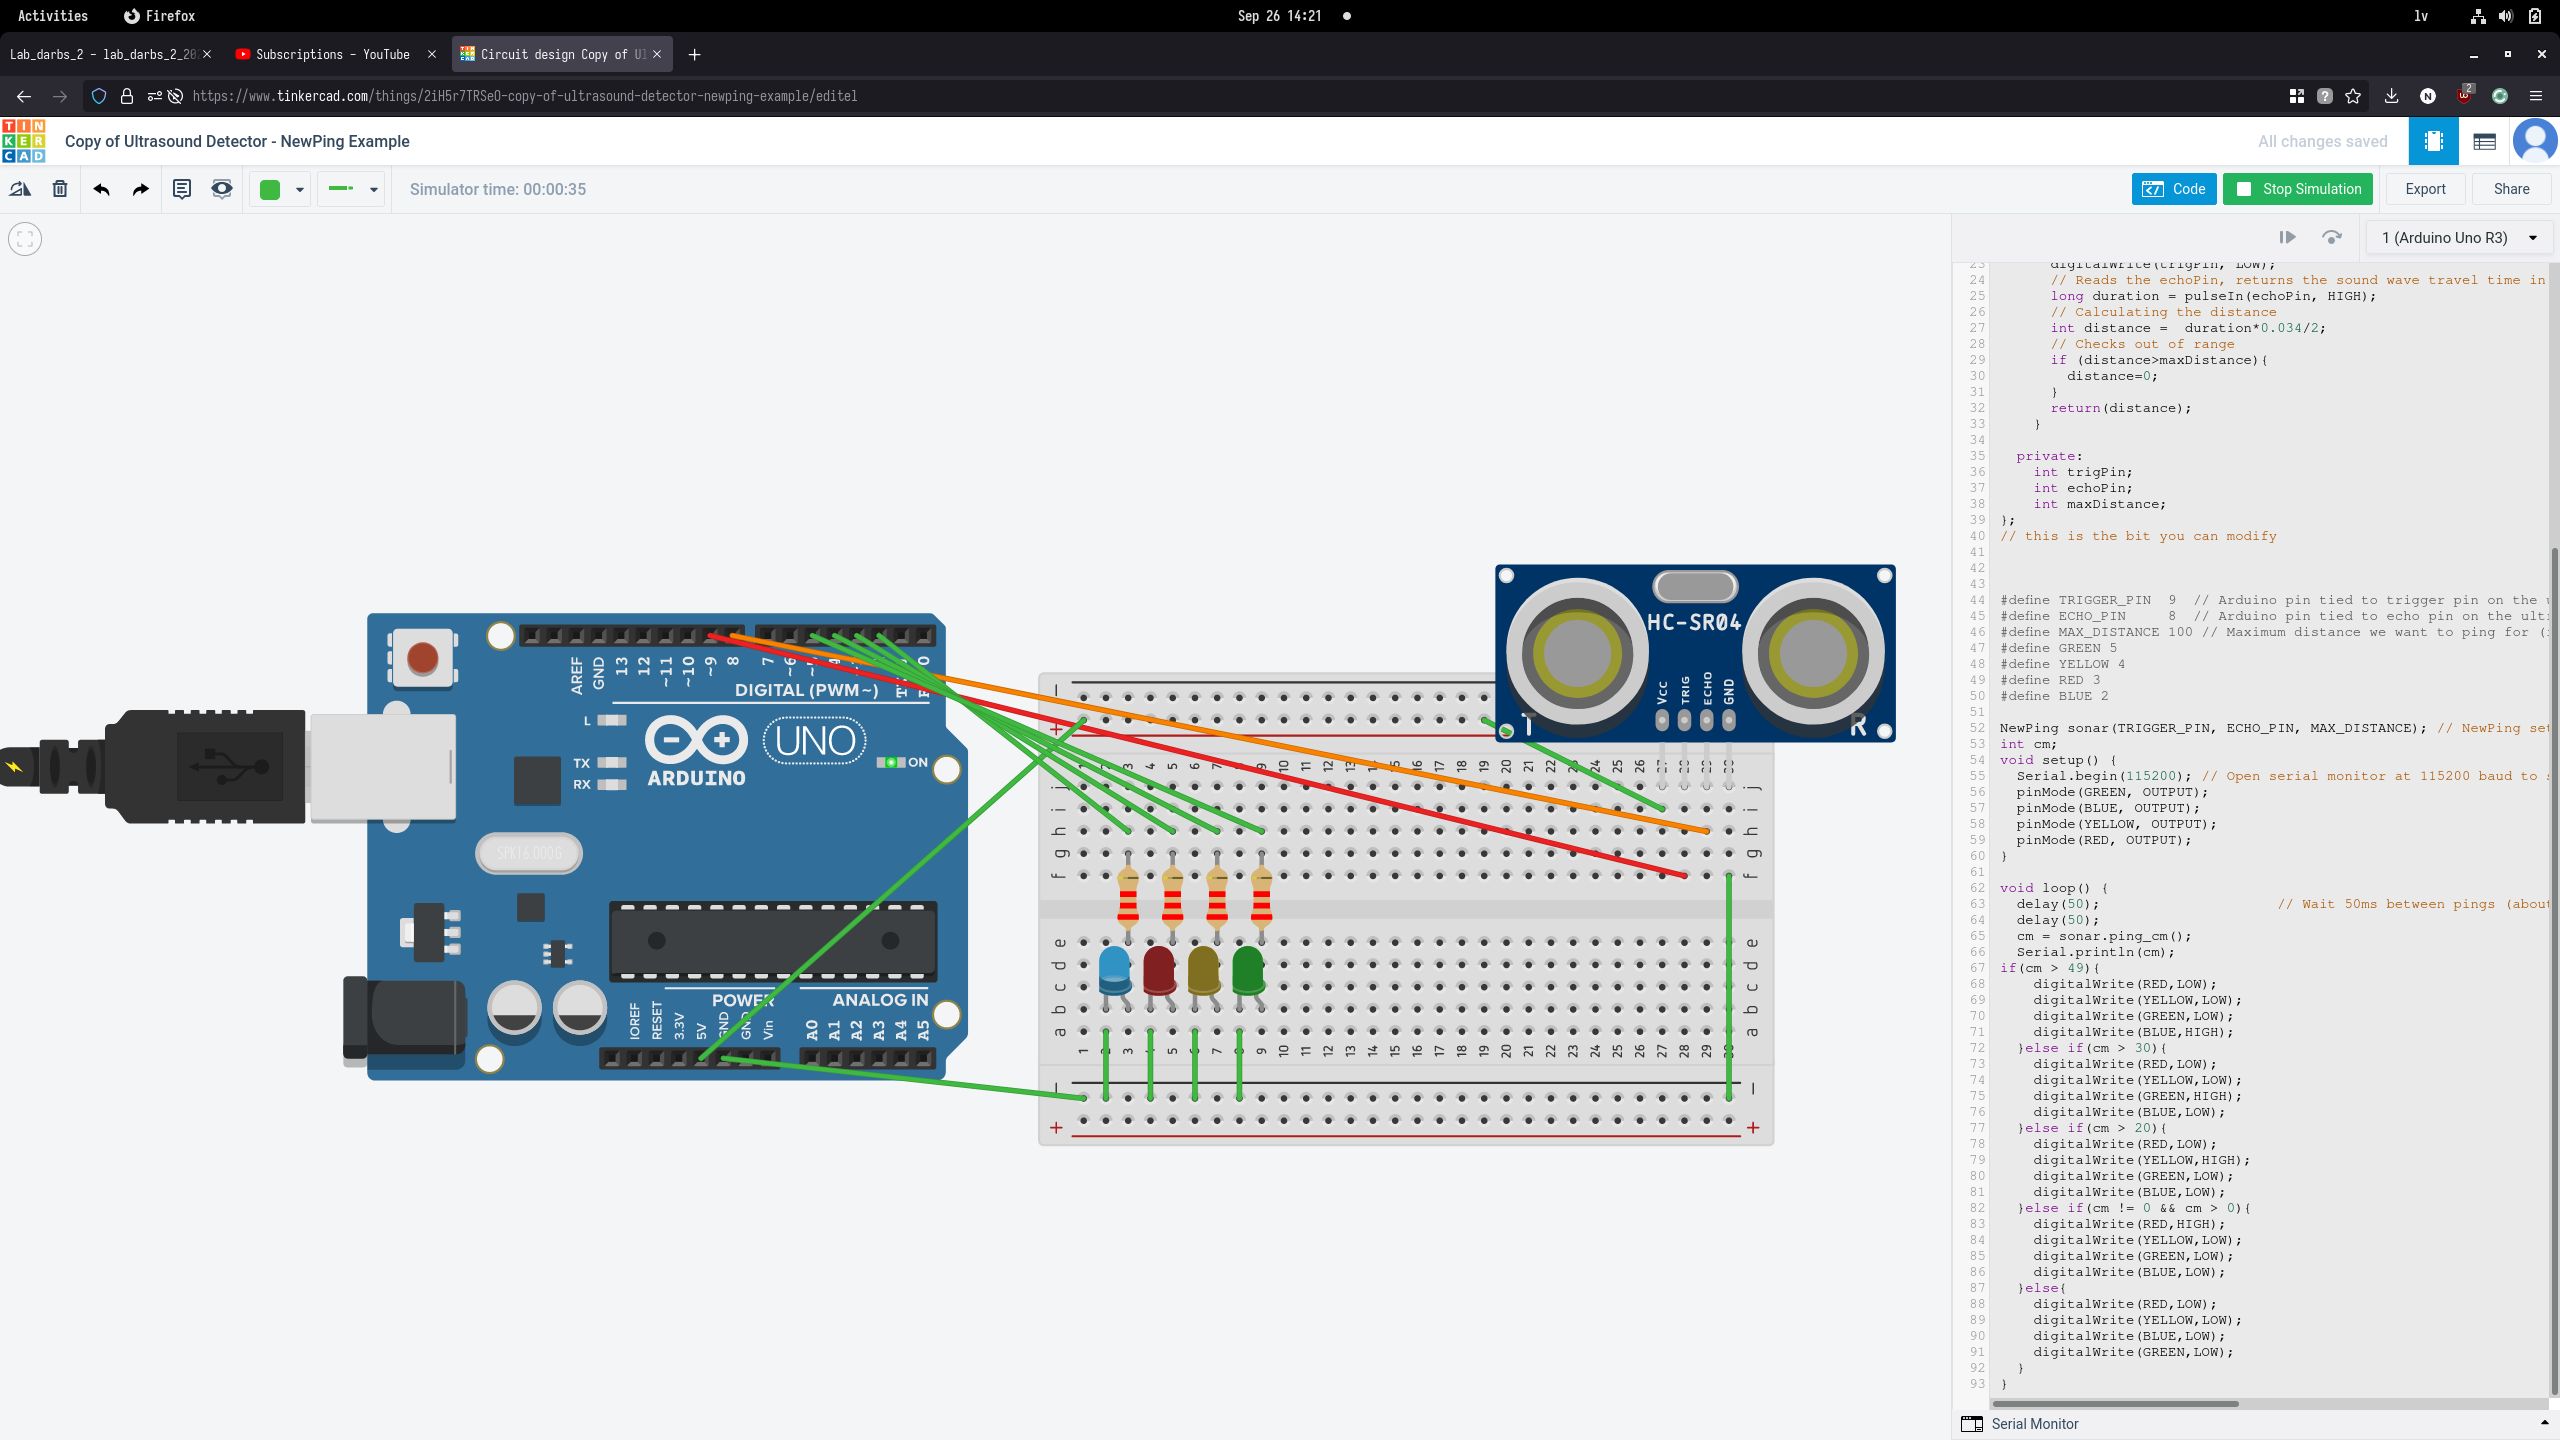 Activities
Firefox
Sep 26 14:21
lv
Lab_darbs_2 - lab_darbs_2_20
Subscriptions - YouTube
Circuit design Copy of Ul
https://www.tinkercad.com/things/2iH5r7TRSeO-copy-of-ultrasound-detector-newping-example/editel
2
TIN
KER
CAD
Copy of Ultrasound Detector - NewPing Example
All changes saved
Simulator time: 00:00:35
Code
Stop Simulation
Export
Share
1 (Arduino Uno R3)
AREF GND 13 12 ~11 ~10 ~9 8 7 ~6
DIGITAL (PWM~)
L
TX
RX
ARDUINO
UNO
ON
SPK16.000G
POWER
ANALOG IN
IOREF RESET 3.3V 5V GND GND Vin A0 A1 A2 A3 A4 A5
HC-SR04
VCC TRIG ECHO GND
T
R
23 digitalWrite(trigPin, LOW);
24 // Reads the echoPin, returns the sound wave travel time in
25 long duration = pulseIn(echoPin, HIGH);
26 // Calculating the distance
27 int distance =  duration*0.034/2;
28 // Checks out of range
29 if (distance>maxDistance){
30 distance=0;
31 }
32 return(distance);
33 }
34
35 private:
36 int trigPin;
37 int echoPin;
38 int maxDistance;
39 };
40 // this is the bit you can modify
41
42
43
44 #define TRIGGER_PIN  9  // Arduino pin tied to trigger pin on the
45 #define ECHO_PIN     8  // Arduino pin tied to echo pin on the
46 #define MAX_DISTANCE 100 // Maximum distance we want to ping for
47 #define GREEN 5
48 #define YELLOW 4
49 #define RED 3
50 #define BLUE 2
51
52 NewPing sonar(TRIGGER_PIN, ECHO_PIN, MAX_DISTANCE); // NewPing
53 int cm;
54 void setup() {
55 Serial.begin(115200); // Open serial monitor at 115200 baud to
56 pinMode(GREEN, OUTPUT);
57 pinMode(BLUE, OUTPUT);
58 pinMode(YELLOW, OUTPUT);
59 pinMode(RED, OUTPUT);
60 }
61
62 void loop() {
63 delay(50); // Wait 50ms between pings (about
64 delay(50);
65 cm = sonar.ping_cm();
66 Serial.println(cm);
67 if(cm > 49){
68 digitalWrite(RED,LOW);
69 digitalWrite(YELLOW,LOW);
70 digitalWrite(GREEN,LOW);
71 digitalWrite(BLUE,HIGH);
72 }else if(cm > 30){
73 digitalWrite(RED,LOW);
74 digitalWrite(YELLOW,LOW);
75 digitalWrite(GREEN,HIGH);
76 digitalWrite(BLUE,LOW);
77 }else if(cm > 20){
78 digitalWrite(RED,LOW);
79 digitalWrite(YELLOW,HIGH);
80 digitalWrite(GREEN,LOW);
81 digitalWrite(BLUE,LOW);
82 }else if(cm != 0 && cm > 0){
83 digitalWrite(RED,HIGH);
84 digitalWrite(YELLOW,LOW);
85 digitalWrite(GREEN,LOW);
86 digitalWrite(BLUE,LOW);
87 }else{
88 digitalWrite(RED,LOW);
89 digitalWrite(YELLOW,LOW);
90 digitalWrite(BLUE,LOW);
91 digitalWrite(GREEN,LOW);
92 }
93 }
Serial Monitor